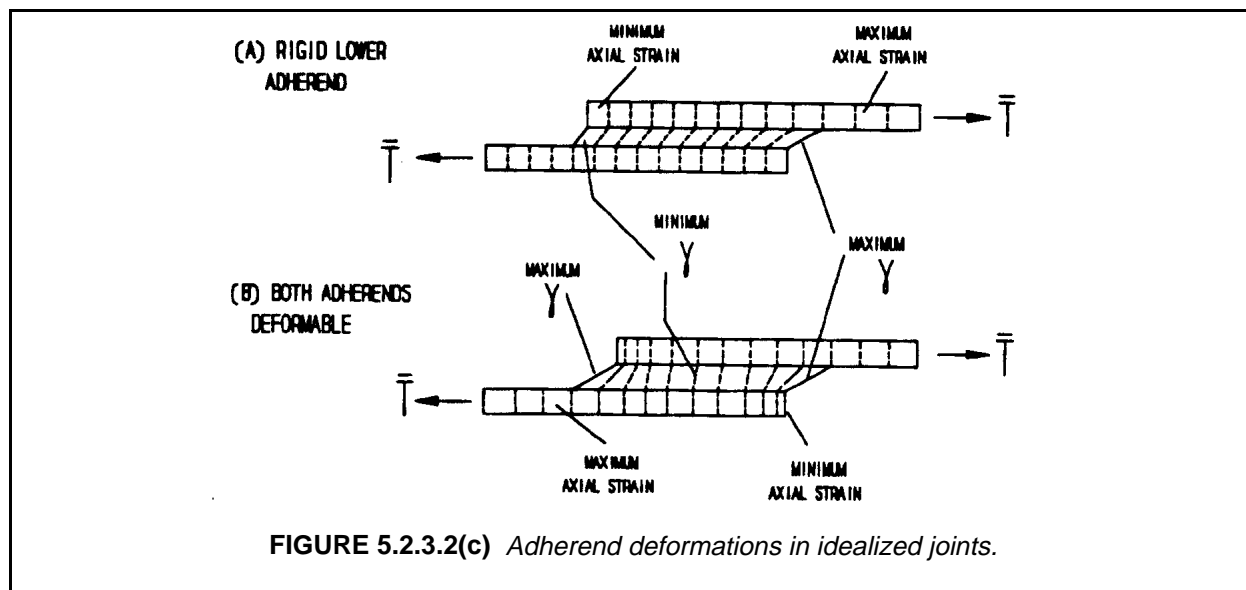 (A) RIGID LOWER
ADHEREND
MINIMUM
AXIAL STRAIN
MAXIMUM
AXIAL STRAIN
T̿
T̿
MINIMUM
γ
MAXIMUM
γ
MAXIMUM
γ
(B) BOTH ADHERENDS
DEFORMABLE
T̿
T̿
MAXIMUM
AXIAL STRAIN
MINIMUM
AXIAL STRAIN
FIGURE 5.2.3.2(c) Adherend deformations in idealized joints.